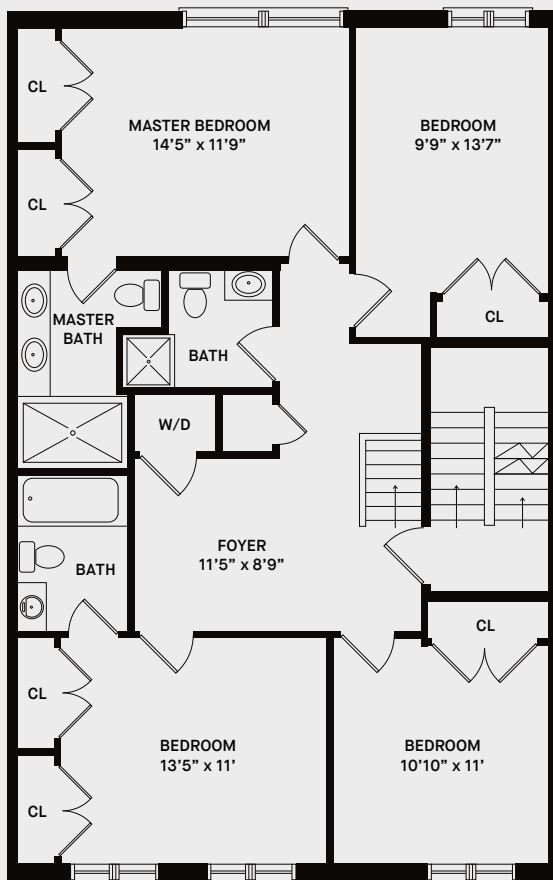 CL
MASTER BEDROOM
14'5” x 11'9”
BEDROOM
9'9” x 13'7”
CL
CL
MASTER
BATH
BATH
W/D
FOYER
11'5” x 8'9”
BATH
CL
CL
BEDROOM
13'5” x 11'
BEDROOM
10'10” x 11'
CL